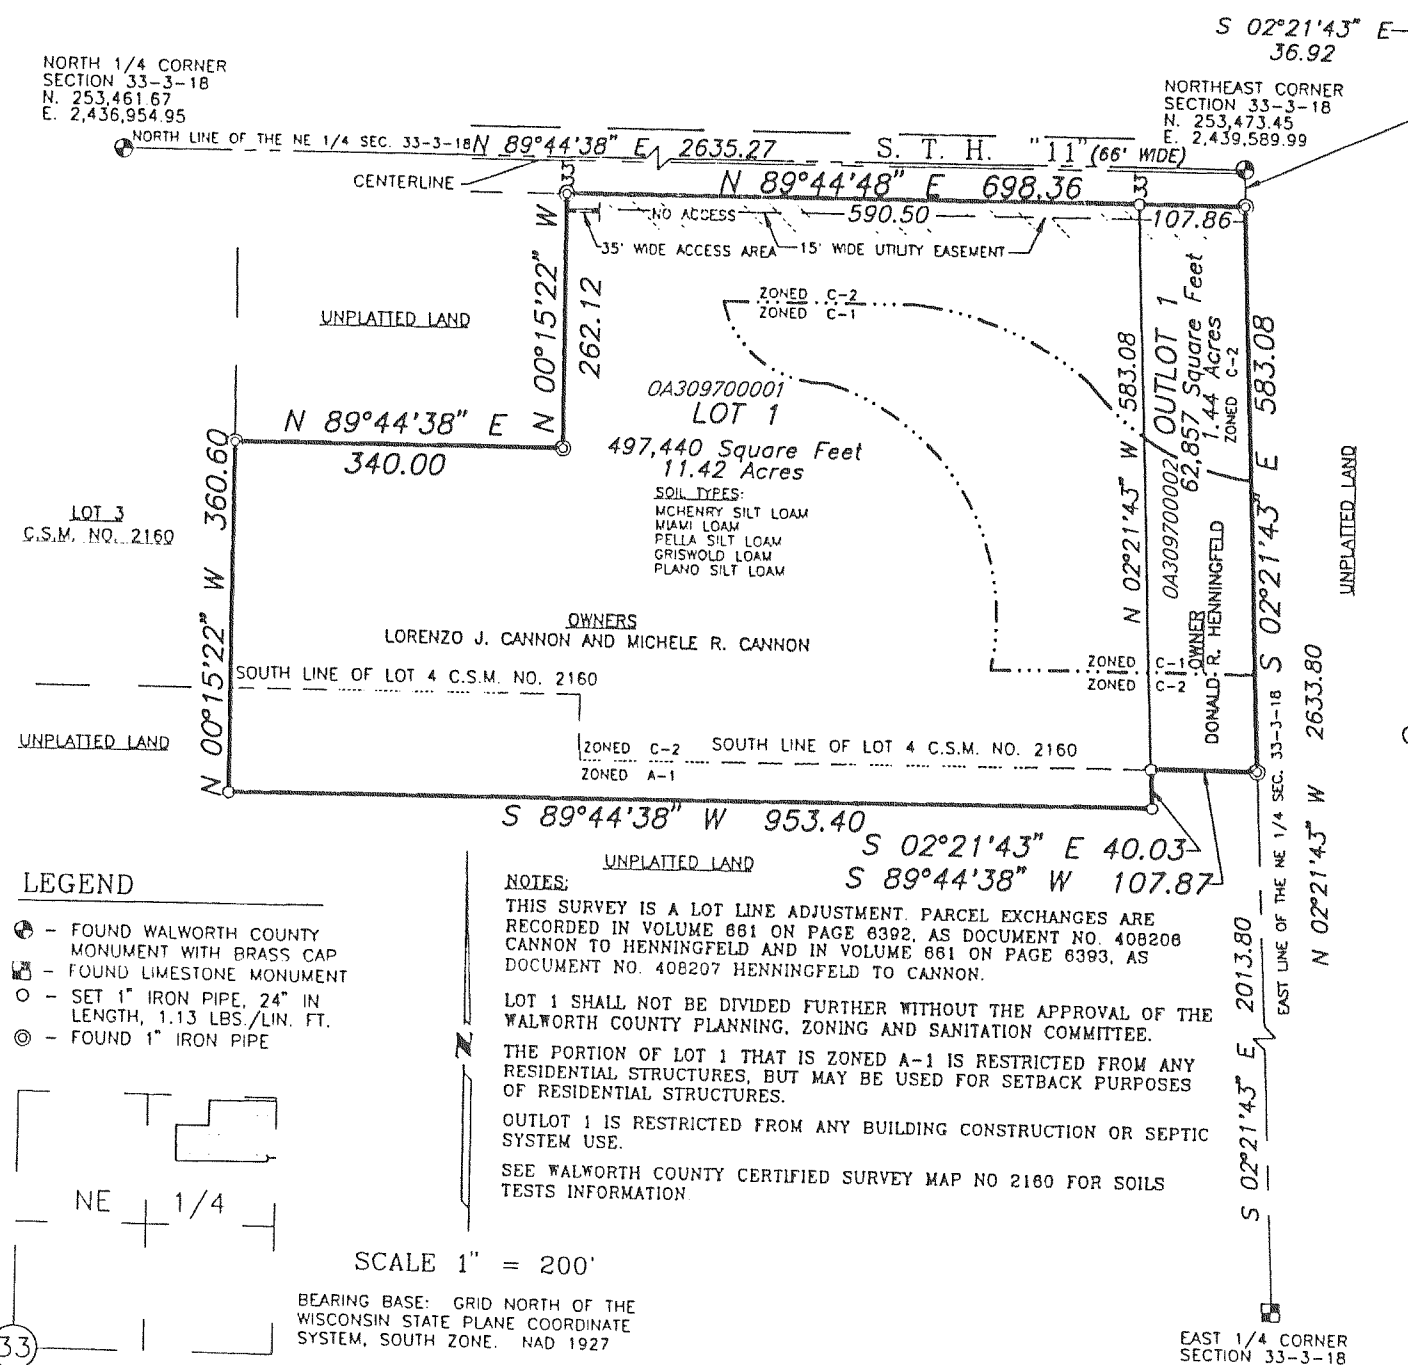 S 02°21'43" E
36.92
NORTH 1/4 CORNER
SECTION 33-3-18
N. 253,461.67
E. 2,436,954.95
NORTHEAST CORNER
SECTION 33-3-18
N. 253,473.45
E. 2,439,589.99
NORTH LINE OF THE NE 1/4 SEC. 33-3-18
N 89°44'38" E 2635.27
S. T. H. "11" (66' WIDE)
CENTERLINE
33
N 89°44'48" E 698.36
33
NO ACCESS
590.50
107.86
35' WIDE ACCESS AREA
15' WIDE UTILITY EASEMENT
N 00°15'22" W
262.12
UNPLATTED LAND
ZONED C-2
ZONED C-1
N 89°44'38" E
340.00
0A309700001
LOT 1
497,440 Square Feet
11.42 Acres
SOIL TYPES:
MCHENRY SILT LOAM
MIAMI LOAM
PELLA SILT LOAM
GRISWOLD LOAM
PLANO SILT LOAM
N 02°21'43" W 583.08
0A309700002
OUTLOT 1
62,857 Square Feet
1.44 Acres
ZONED C-2
OWNER
DONALD R. HENNINGFELD
S 02°21'43" E 583.08
UNPLATTED LAND
LOT 3
C.S.M. NO. 2160
N 00°15'22" W 360.60
OWNERS
LORENZO J. CANNON AND MICHELE R. CANNON
SOUTH LINE OF LOT 4 C.S.M. NO. 2160
ZONED C-1
ZONED C-2
UNPLATTED LAND
ZONED C-2
ZONED A-1
SOUTH LINE OF LOT 4 C.S.M. NO. 2160
S 89°44'38" W 953.40
S 02°21'43" E 40.03
S 89°44'38" W 107.87
UNPLATTED LAND
EAST LINE OF THE NE 1/4 SEC. 33-3-18
N 02°21'43" W 2633.80
S 02°21'43" E 2013.80
LEGEND
- FOUND WALWORTH COUNTY
MONUMENT WITH BRASS CAP
- FOUND LIMESTONE MONUMENT
- SET 1" IRON PIPE, 24" IN
LENGTH, 1.13 LBS./LIN. FT.
- FOUND 1" IRON PIPE
NOTES:
THIS SURVEY IS A LOT LINE ADJUSTMENT. PARCEL EXCHANGES ARE
RECORDED IN VOLUME 661 ON PAGE 6392, AS DOCUMENT NO. 408206
CANNON TO HENNINGFELD AND IN VOLUME 661 ON PAGE 6393, AS
DOCUMENT NO. 408207 HENNINGFELD TO CANNON.
LOT 1 SHALL NOT BE DIVIDED FURTHER WITHOUT THE APPROVAL OF THE
WALWORTH COUNTY PLANNING, ZONING AND SANITATION COMMITTEE.
THE PORTION OF LOT 1 THAT IS ZONED A-1 IS RESTRICTED FROM ANY
RESIDENTIAL STRUCTURES, BUT MAY BE USED FOR SETBACK PURPOSES
OF RESIDENTIAL STRUCTURES.
OUTLOT 1 IS RESTRICTED FROM ANY BUILDING CONSTRUCTION OR SEPTIC
SYSTEM USE.
SEE WALWORTH COUNTY CERTIFIED SURVEY MAP NO 2160 FOR SOILS
TESTS INFORMATION
N
NE 1/4
33
SCALE 1" = 200'
BEARING BASE: GRID NORTH OF THE
WISCONSIN STATE PLANE COORDINATE
SYSTEM, SOUTH ZONE. NAD 1927
EAST 1/4 CORNER
SECTION 33-3-18